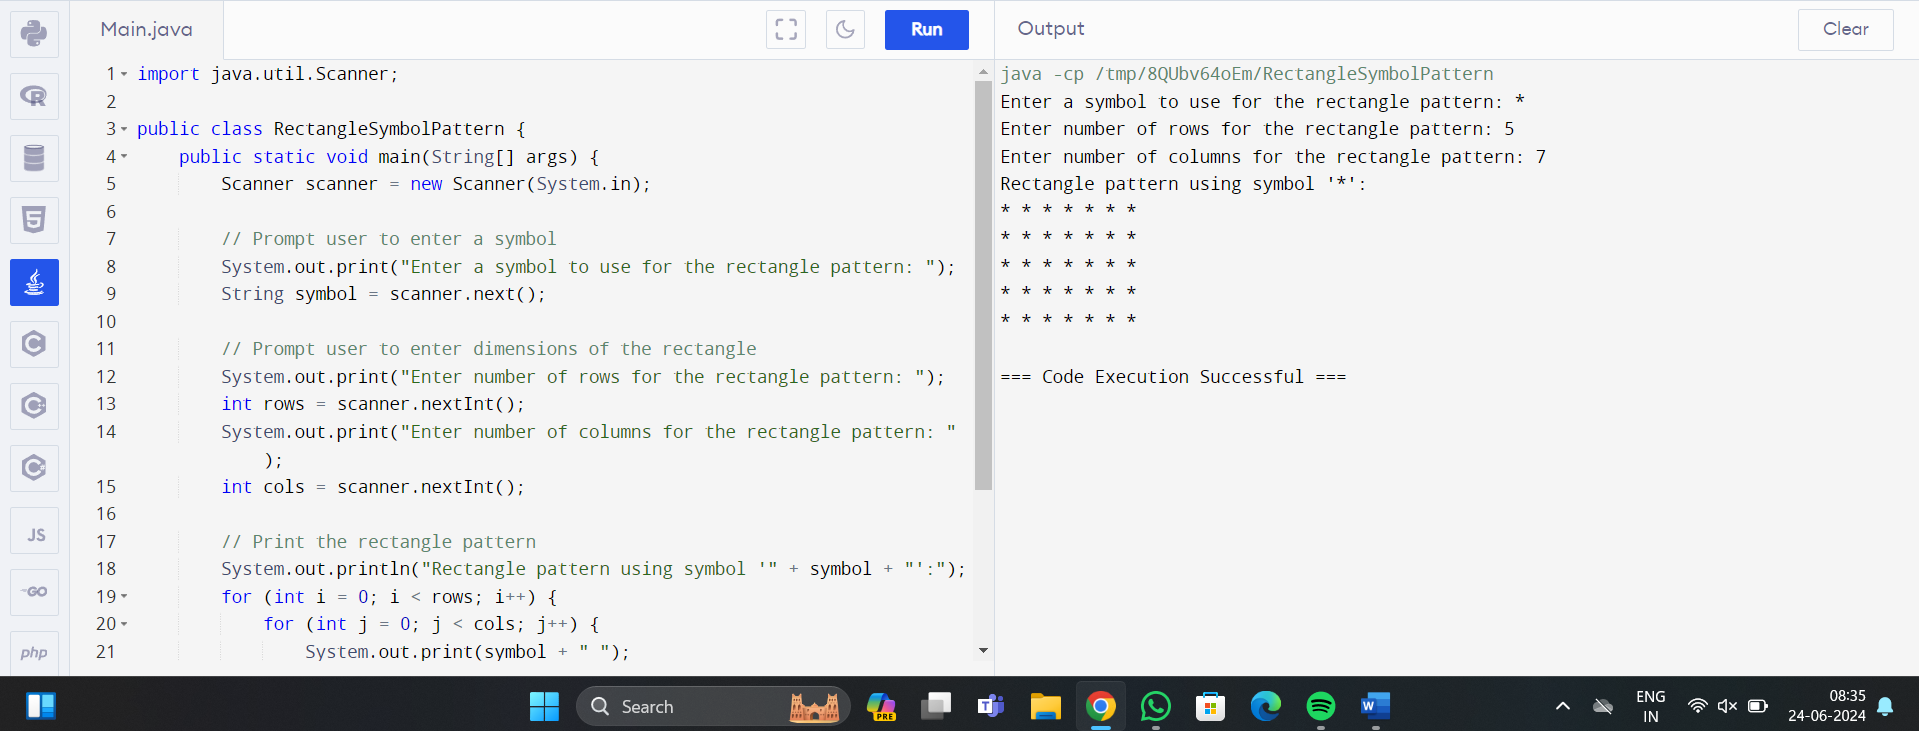 Main.java
Run
Output
Clear
1 import java.util.Scanner;
2
3 public class RectangleSymbolPattern {
4 public static void main(String[] args) {
5 Scanner scanner = new Scanner(System.in);
6
7 // Prompt user to enter a symbol
8 System.out.print("Enter a symbol to use for the rectangle pattern: ");
9 String symbol = scanner.next();
10
11 // Prompt user to enter dimensions of the rectangle
12 System.out.print("Enter number of rows for the rectangle pattern: ");
13 int rows = scanner.nextInt();
14 System.out.print("Enter number of columns for the rectangle pattern: "
);
15 int cols = scanner.nextInt();
16
17 // Print the rectangle pattern
18 System.out.println("Rectangle pattern using symbol '" + symbol + "':");
19 for (int i = 0; i < rows; i++) {
20 for (int j = 0; j < cols; j++) {
21 System.out.print(symbol + " ");
java -cp /tmp/8QUbv64oEm/RectangleSymbolPattern
Enter a symbol to use for the rectangle pattern: *
Enter number of rows for the rectangle pattern: 5
Enter number of columns for the rectangle pattern: 7
Rectangle pattern using symbol '*':
* * * * * * *
* * * * * * *
* * * * * * *
* * * * * * *
* * * * * * *
=== Code Execution Successful ===
R
5
C
C
C
JS
GO
php
Search
PRE
T
W
ENG
IN
08:35
24-06-2024